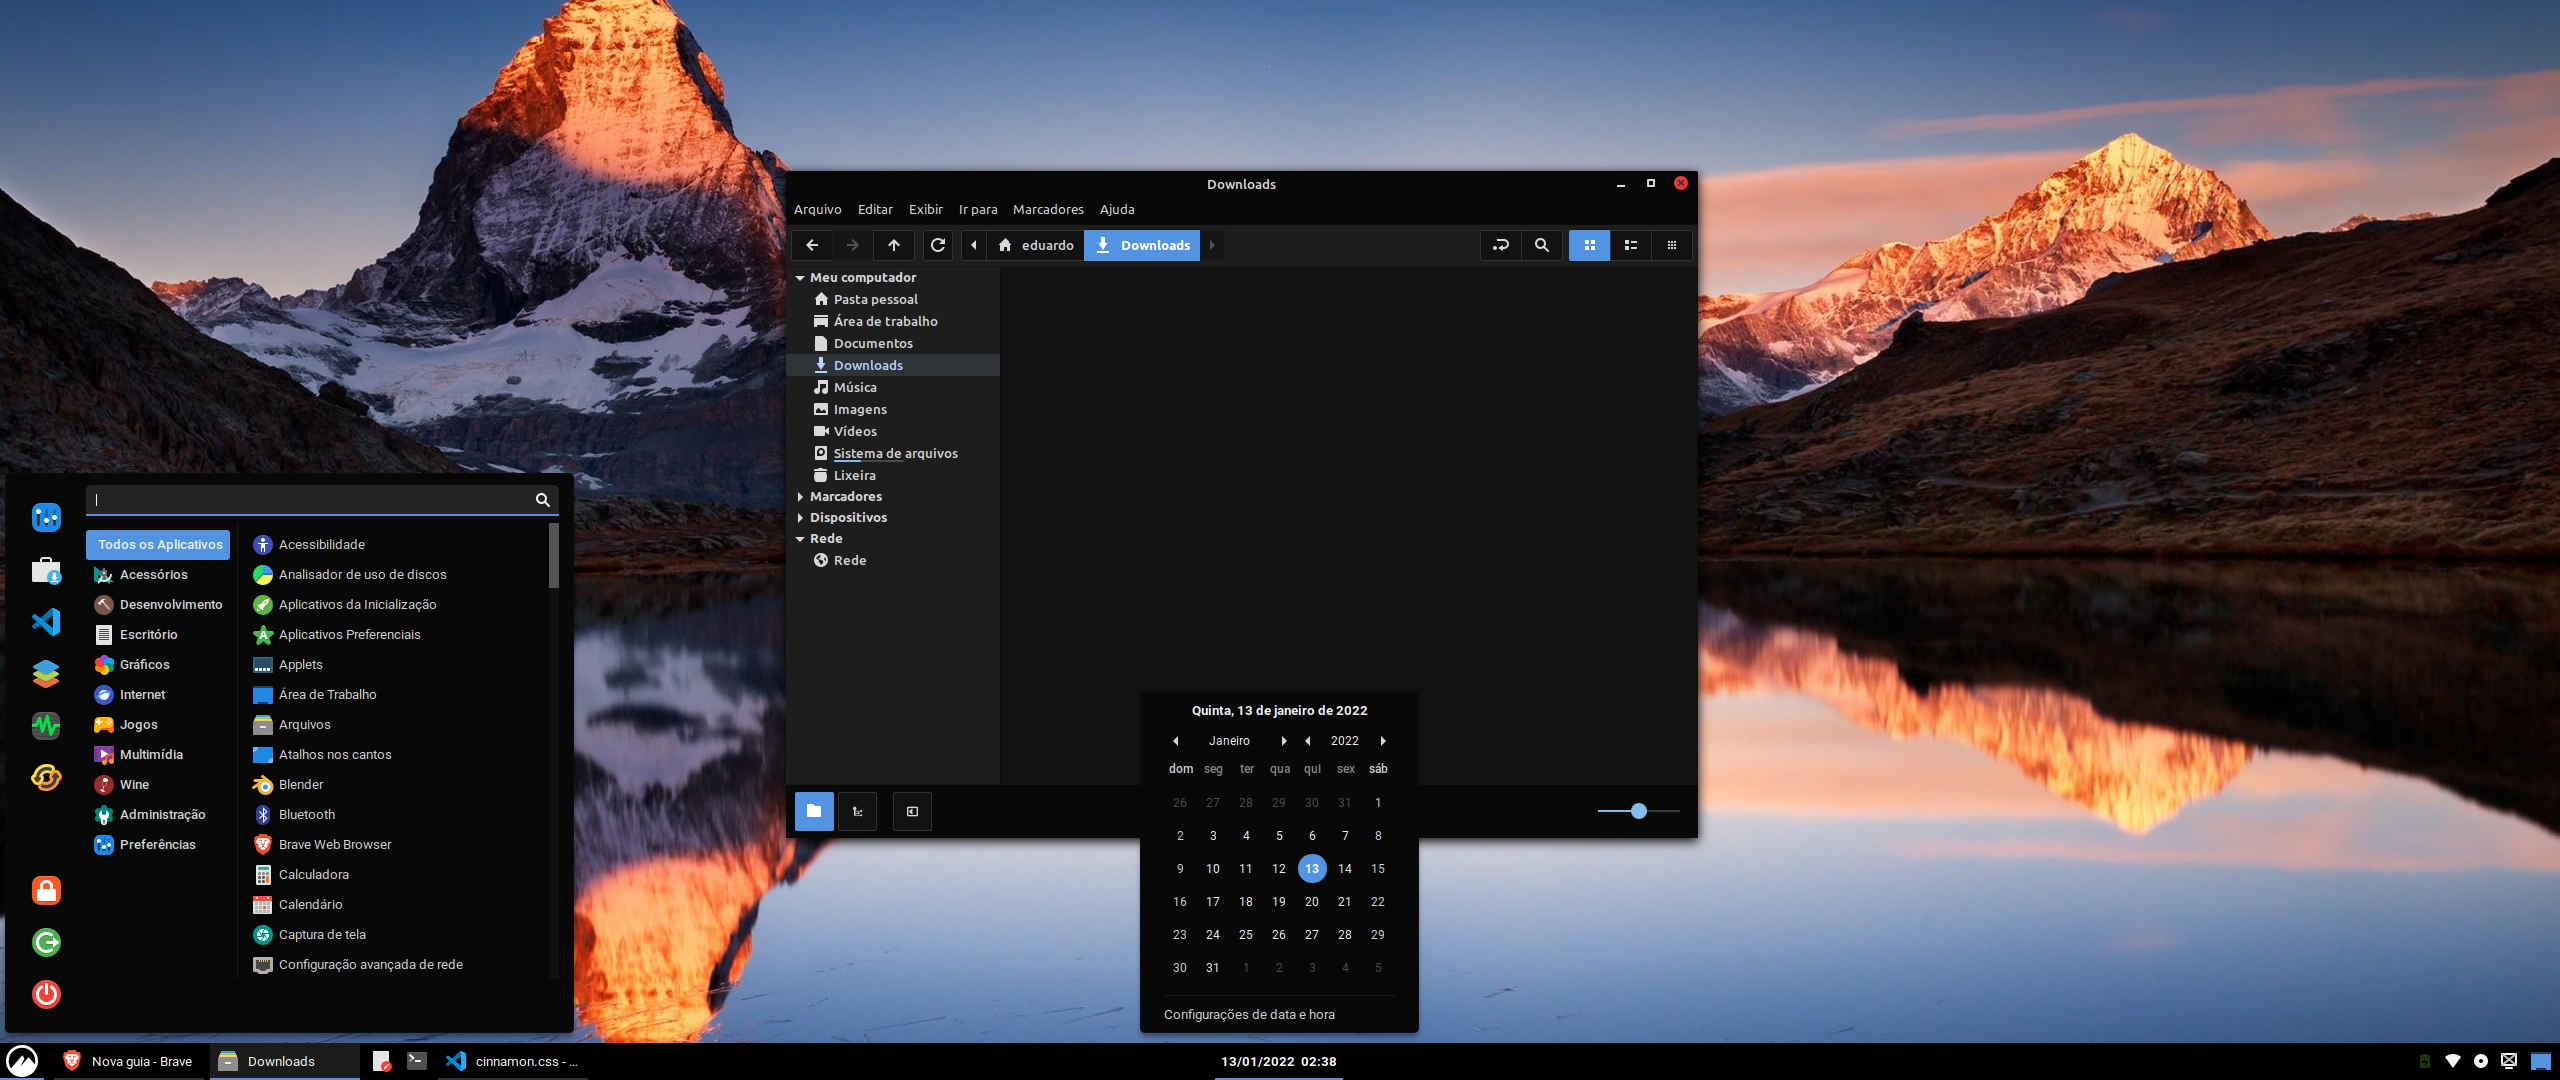 Downloads
Arquivo Editar Exibir Ir para Marcadores Ajuda
eduardo Downloads
Meu computador
Pasta pessoal
Área de trabalho
Documentos
Downloads
Música
Imagens
Vídeos
Sistema de arquivos
Lixeira
Marcadores
Dispositivos
Rede
Rede
Todos os Aplicativos
Acessórios
Desenvolvimento
Escritório
Gráficos
Internet
Jogos
Multimídia
Wine
Administração
Preferências
Acessibilidade
Analisador de uso de discos
Aplicativos da Inicialização
Aplicativos Preferenciais
Applets
Área de Trabalho
Arquivos
Atalhos nos cantos
Blender
Bluetooth
Brave Web Browser
Calculadora
Calendário
Captura de tela
Configuração avançada de rede
Quinta, 13 de janeiro de 2022
Janeiro 2022
dom seg ter qua qui sex sáb
26 27 28 29 30 31 1
2 3 4 5 6 7 8
9 10 11 12 13 14 15
16 17 18 19 20 21 22
23 24 25 26 27 28 29
30 31 1 2 3 4 5
Configurações de data e hora
Nova guia - Brave Downloads cinnamon.css - ... 13/01/2022 02:38